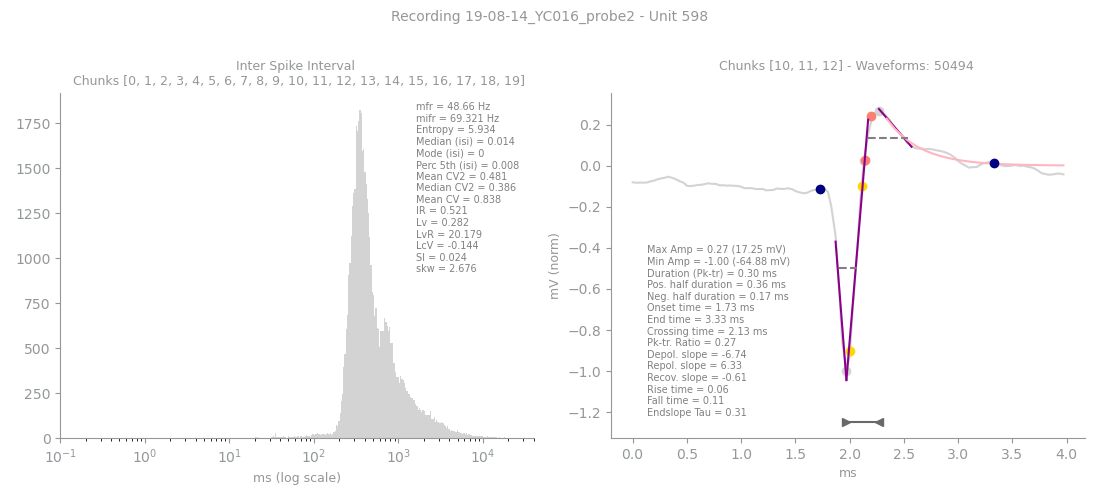 Recording 19-08-14_YC016_probe2 - Unit 598
Inter Spike Interval
Chunks [0, 1, 2, 3, 4, 5, 6, 7, 8, 9, 10, 11, 12, 13, 14, 15, 16, 17, 18, 19]
mfr = 48.66 Hz
mifr = 69.321 Hz
Entropy = 5.934
Median (isi) = 0.014
Mode (isi) = 0
Perc 5th (isi) = 0.008
Mean CV2 = 0.481
Median CV2 = 0.386
Mean CV = 0.838
IR = 0.521
Lv = 0.282
LvR = 20.179
LcV = -0.144
SI = 0.024
skw = 2.676
1750
1500
1250
1000
750
500
250
0
10⁻¹ 10⁰ 10¹ 10² 10³ 10⁴
ms (log scale)
Chunks [10, 11, 12] - Waveforms: 50494
0.2
0.0
−0.2
−0.4
−0.6
−0.8
−1.0
−1.2
mV (norm)
Max Amp = 0.27 (17.25 mV)
Min Amp = -1.00 (-64.88 mV)
Duration (Pk-tr) = 0.30 ms
Pos. half duration = 0.36 ms
Neg. half duration = 0.17 ms
Onset time = 1.73 ms
End time = 3.33 ms
Crossing time = 2.13 ms
Pk-tr. Ratio = 0.27
Depol. slope = -6.74
Repol. slope = 6.33
Recov. slope = -0.61
Rise time = 0.06
Fall time = 0.11
Endslope Tau = 0.31
0.0 0.5 1.0 1.5 2.0 2.5 3.0 3.5 4.0
ms